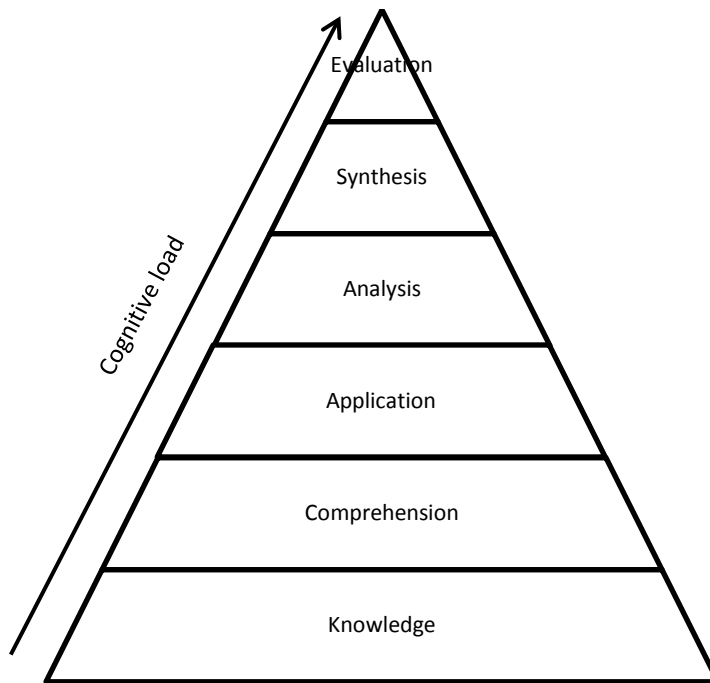 Evaluation
Synthesis
Analysis
Cognitive load
Application
Comprehension
Knowledge